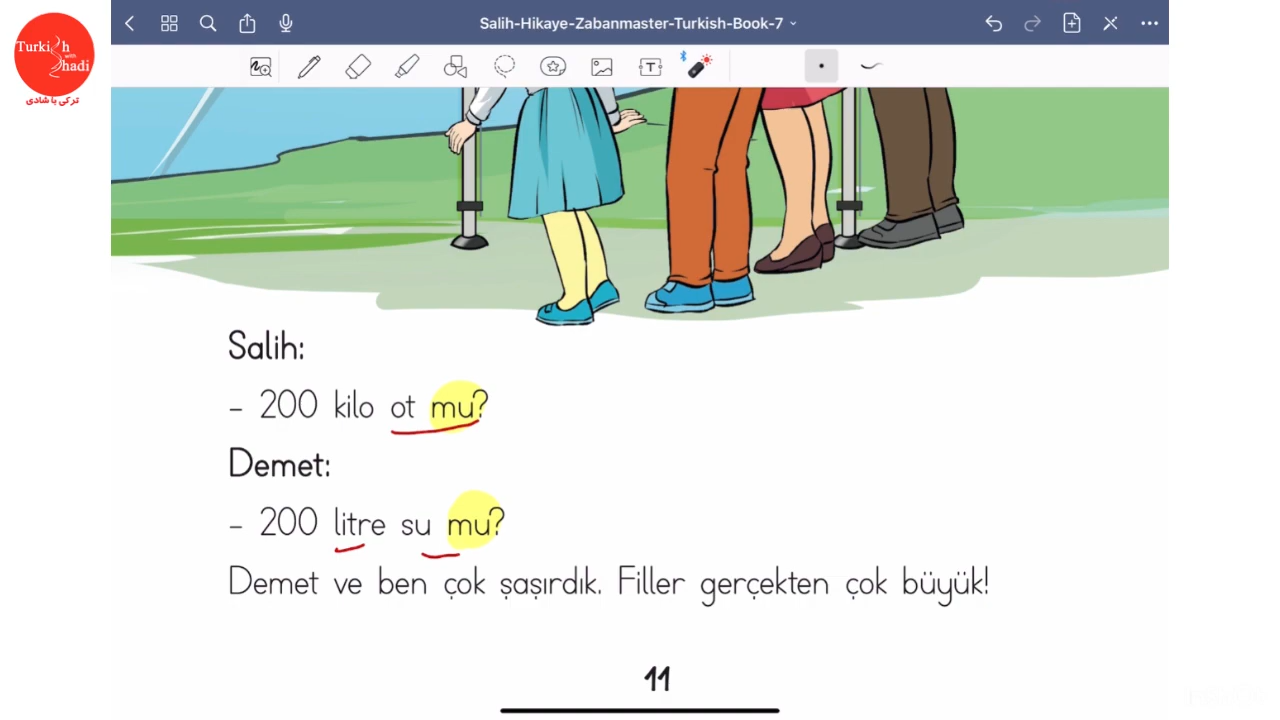 Salih-Hikaye-Zabanmaster-Turkish-Book-7
Turkish
with
Shadi
ترکی با شادی
T
Salih:
- 200 kilo ot mu?
Demet:
- 200 litre su mu?
Demet ve ben çok şaşırdık. Filler gerçekten çok büyük!
11